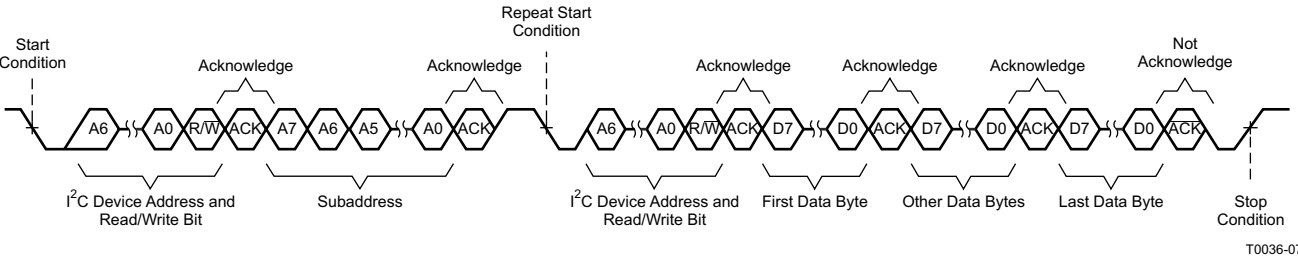 Repeat Start
Condition
Start
Condition
Acknowledge
Acknowledge
Acknowledge
Acknowledge
Acknowledge
Not
Acknowledge
A6 A0 R/W̅ ACK A7 A6 A5 A0 ACK A6 A0 R/W̅ ACK D7 D0 ACK D7 D0 ACK D7 D0 A̅C̅K̅
I²C Device Address and
Read/Write Bit
Subaddress
I²C Device Address and
Read/Write Bit
First Data Byte
Other Data Bytes
Last Data Byte
Stop
Condition
T0036-07